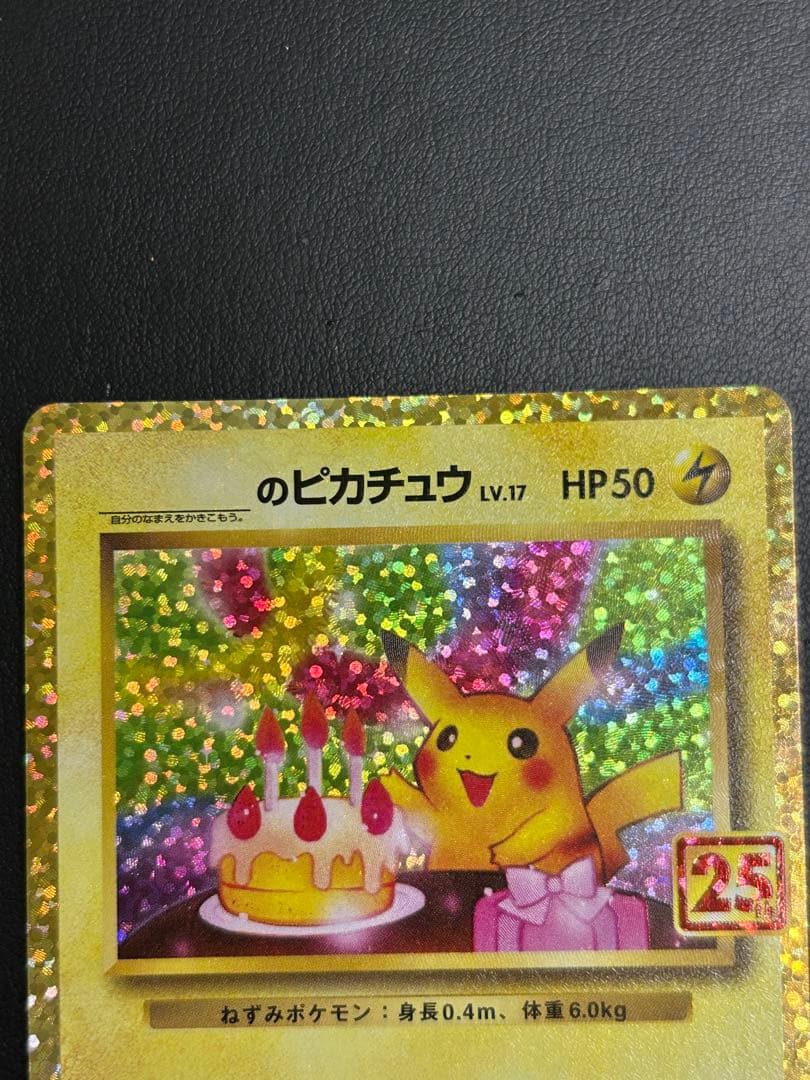 のピカチュウ LV.17 HP50
自分のなまえをかきこもう。
25th
ねずみポケモン：身長0.4m、体重6.0kg